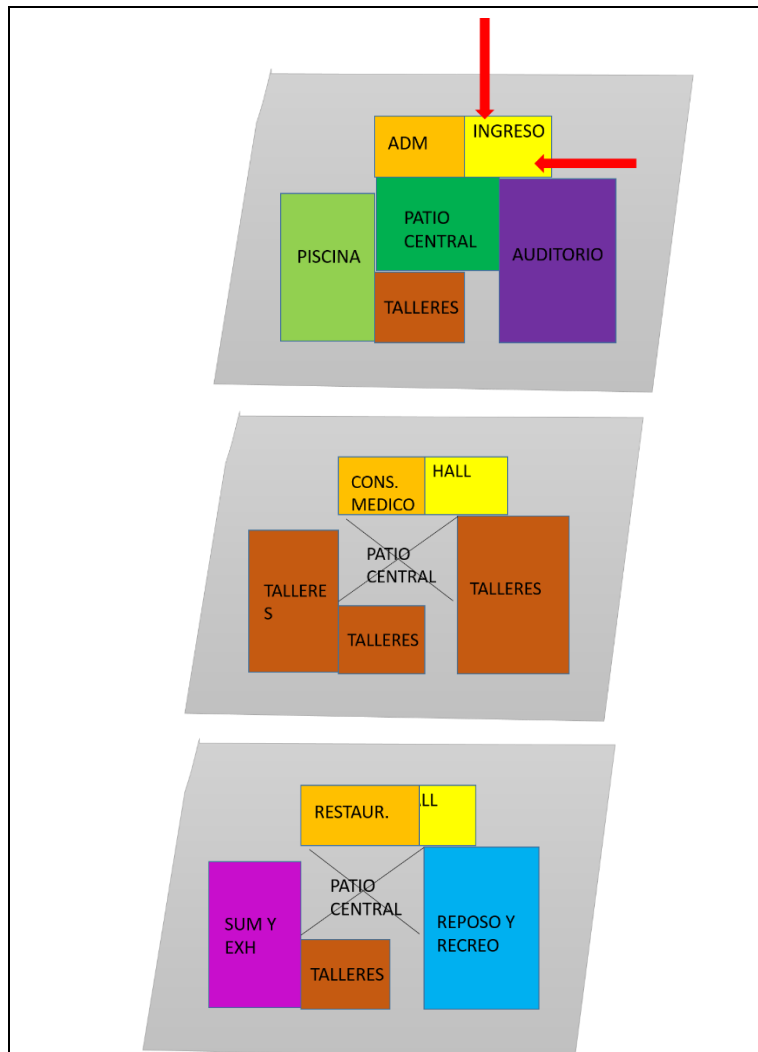 ADM
INGRESO
PISCINA
PATIO
CENTRAL
AUDITORIO
TALLERES
CONS.
MEDICO
HALL
PATIO
CENTRAL
TALLERE
S
TALLERES
TALLERES
RESTAUR.
ALL
PATIO
CENTRAL
SUM Y
EXH
REPOSO Y
RECREO
TALLERES